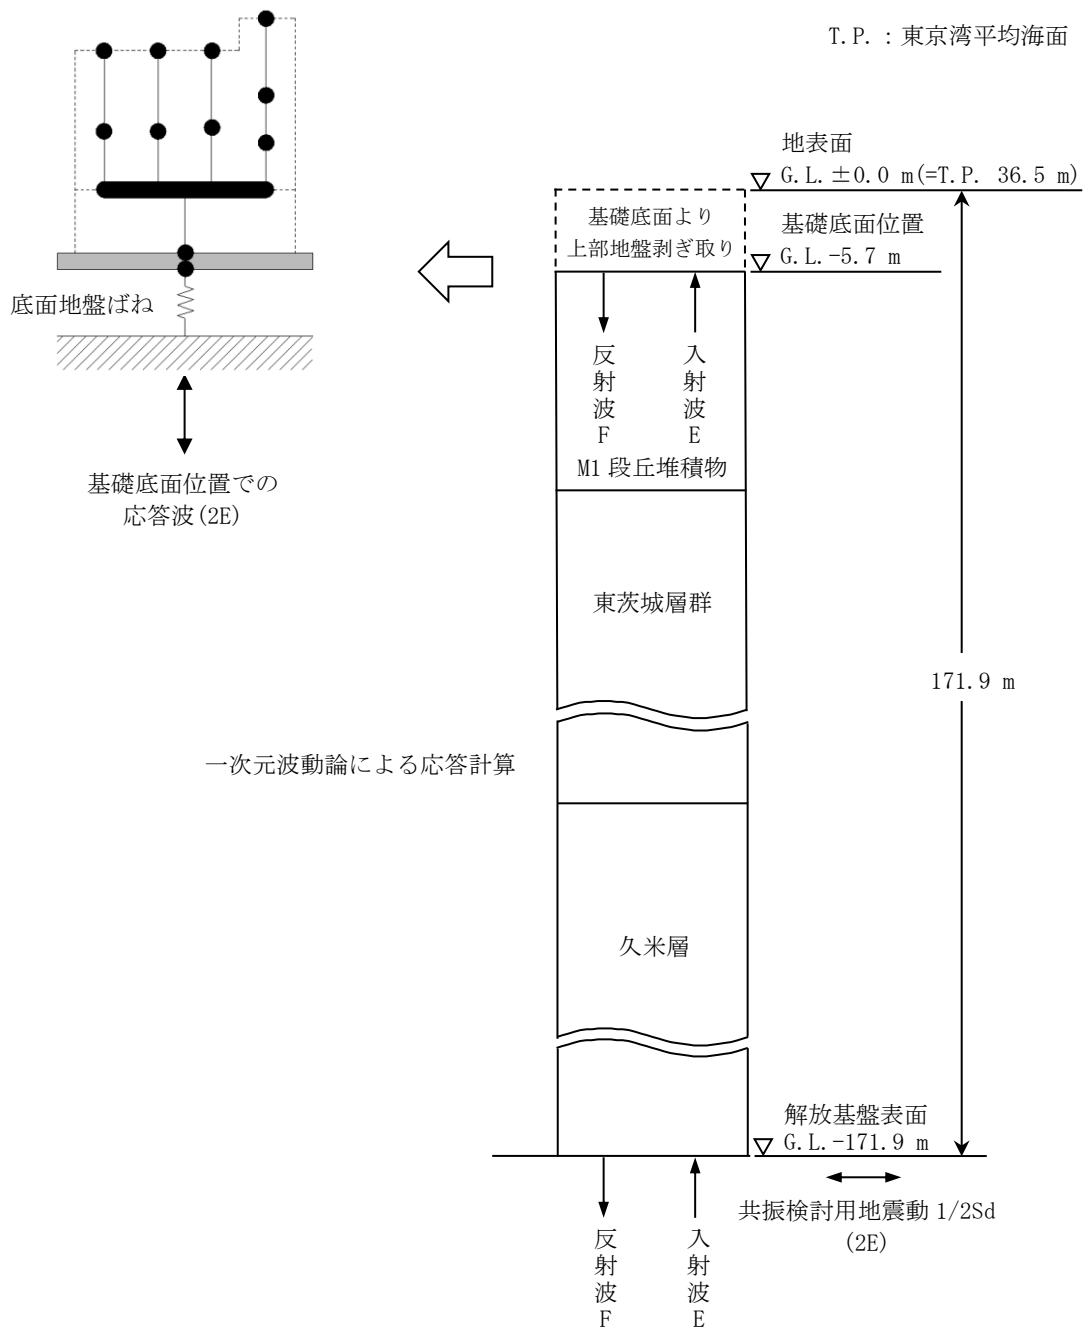 T.P.：東京湾平均海面
地表面
G.L.±0.0 m(=T.P. 36.5 m)
基礎底面より
上部地盤剥ぎ取り
基礎底面位置
G.L.-5.7 m
底面地盤ばね
反射波F
入射波E
M1 段丘堆積物
基礎底面位置での
応答波(2E)
東茨城層群
171.9 m
一次元波動論による応答計算
久米層
解放基盤表面
G.L.-171.9 m
共振検討用地震動 1/2Sd
(2E)
反射波F
入射波E